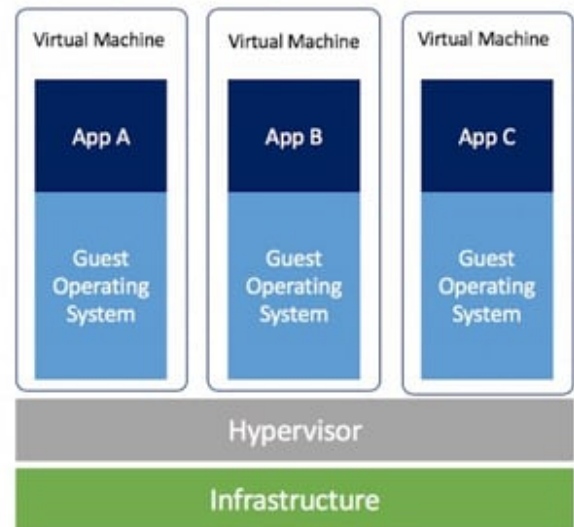 Virtual Machine
App A
Guest
Operating
System
Virtual Machine
App B
Guest
Operating
System
Virtual Machine
App C
Guest
Operating
System
Hypervisor
Infrastructure